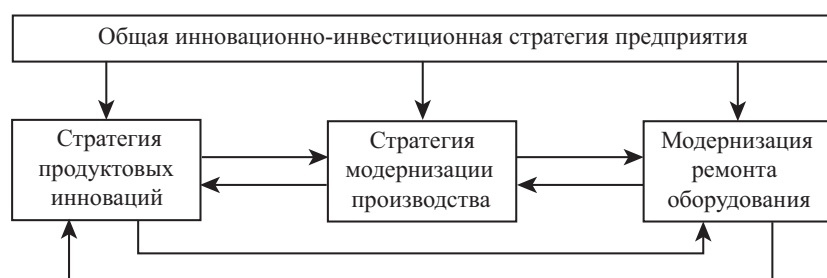 Общая инновационно-инвестиционная стратегия предприятия
Стратегия
продуктовых
инноваций
Стратегия
модернизации
производства
Модернизация
ремонта
оборудования